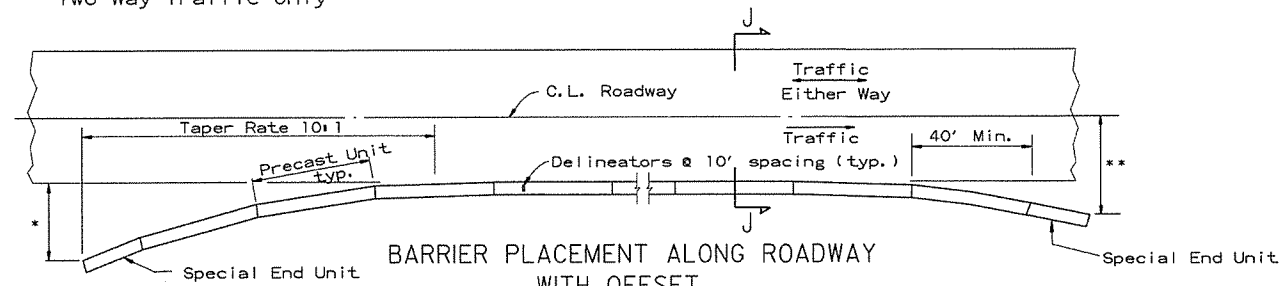 Two Way Traffic Only
J
Traffic
Either Way
C.L. Roadway
Taper Rate 10:1
Traffic
40' Min.
Precast Unit
typ.
Delineators @ 10' spacing (typ.)
**
*
J
BARRIER PLACEMENT ALONG ROADWAY
WITH OFFSET
Special End Unit
Special End Unit